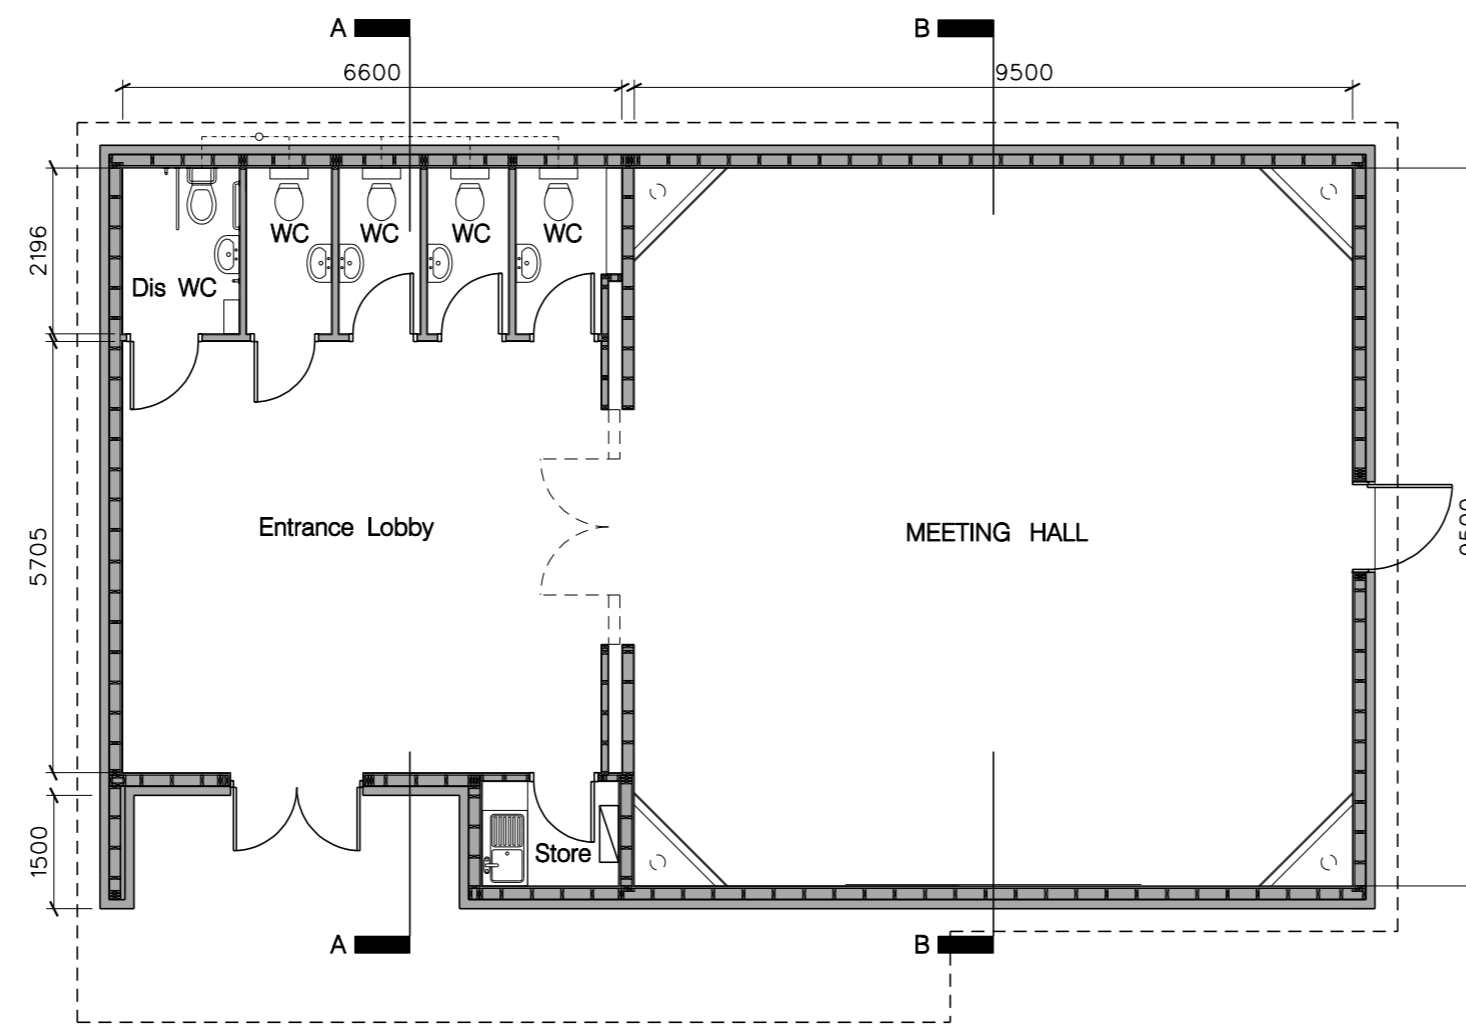 A
B
6600
9500
2196
WC
WC
WC
WC
Dis WC
5705
Entrance Lobby
MEETING HALL
1500
Store
A
B